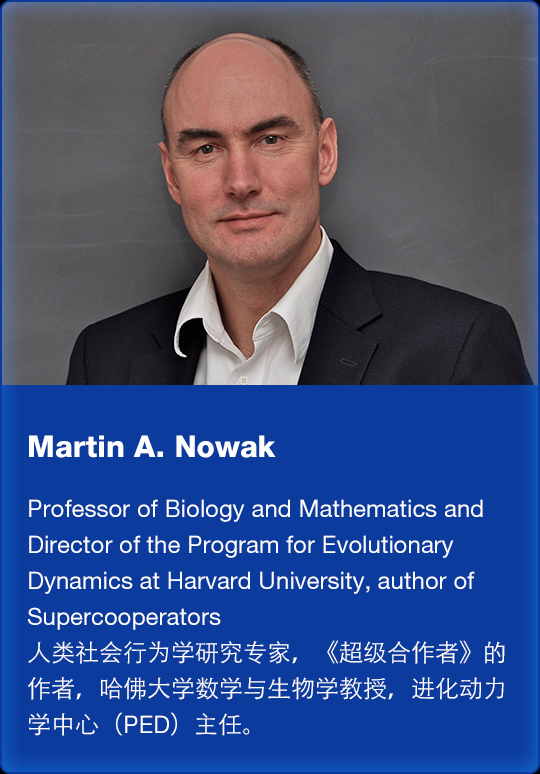 Martin A. Nowak
Professor of Biology and Mathematics and
Director of the Program for Evolutionary
Dynamics at Harvard University, author of
Supercooperators
人类社会行为学研究专家，《超级合作者》的
作者，哈佛大学数学与生物学教授，进化动力
学中心（PED）主任。